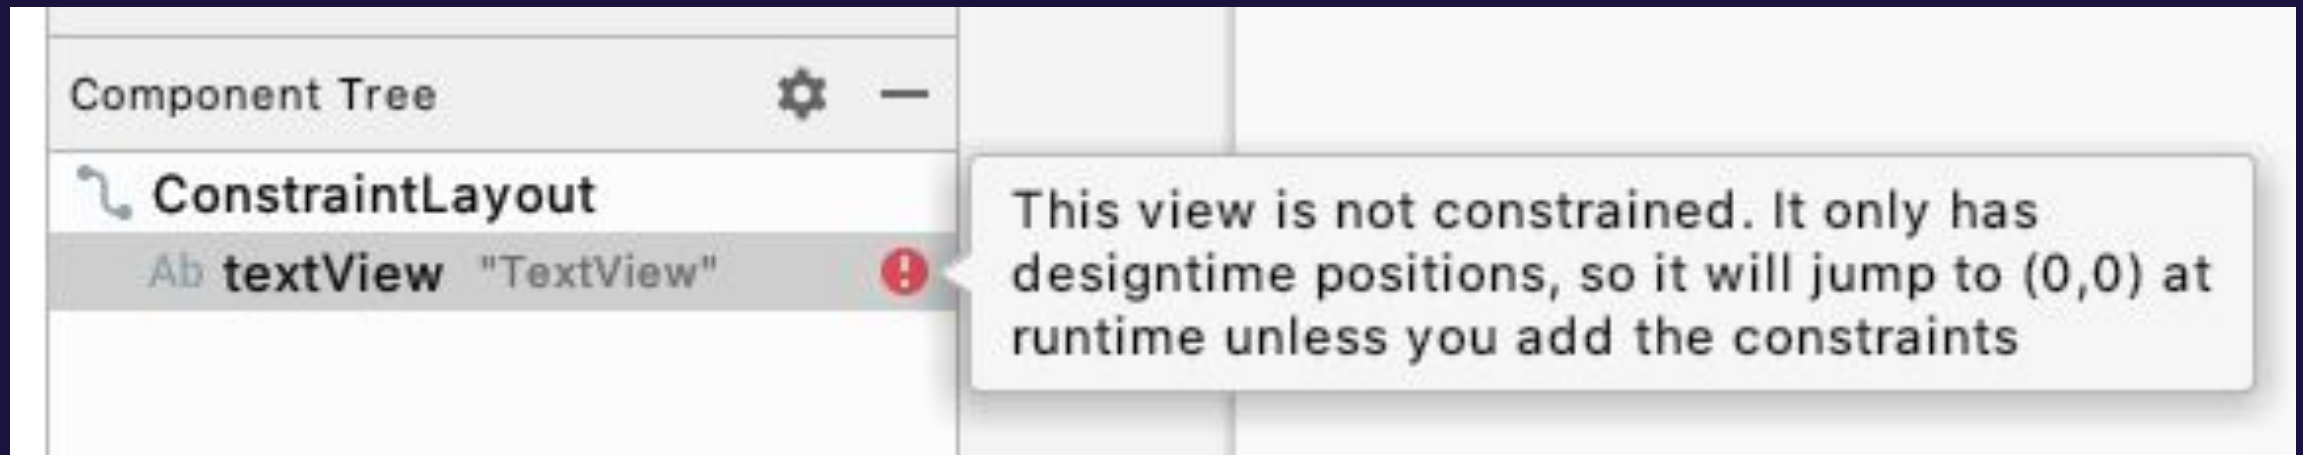 Component Tree
ConstraintLayout
Ab textView "TextView"
This view is not constrained. It only has
designtime positions, so it will jump to (0,0) at
runtime unless you add the constraints